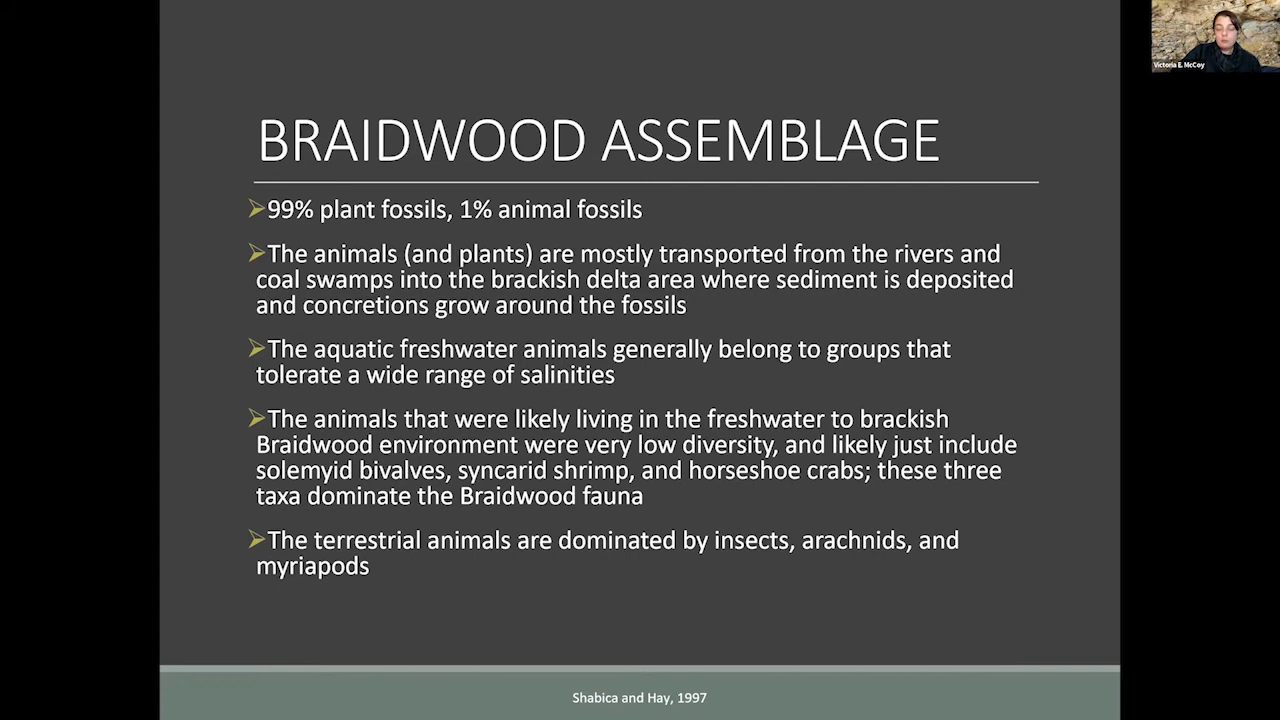 BRAIDWOOD ASSEMBLAGE
99% plant fossils, 1% animal fossils
The animals (and plants) are mostly transported from the rivers and
coal swamps into the brackish delta area where sediment is deposited
and concretions grow around the fossils
The aquatic freshwater animals generally belong to groups that
tolerate a wide range of salinities
The animals that were likely living in the freshwater to brackish
Braidwood environment were very low diversity, and likely just include
solemyid bivalves, syncarid shrimp, and horseshoe crabs; these three
taxa dominate the Braidwood fauna
The terrestrial animals are dominated by insects, arachnids, and
myriapods
Shabica and Hay, 1997
Victoria E. McCoy